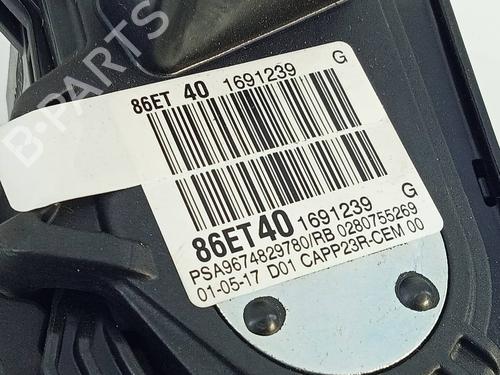 86ET 40 1691239 G
86ET40 1691239 G
PSA9674829780/RB 0280755269
01-05-17 D01 CAPP23R-CEM 00
B-PARTS